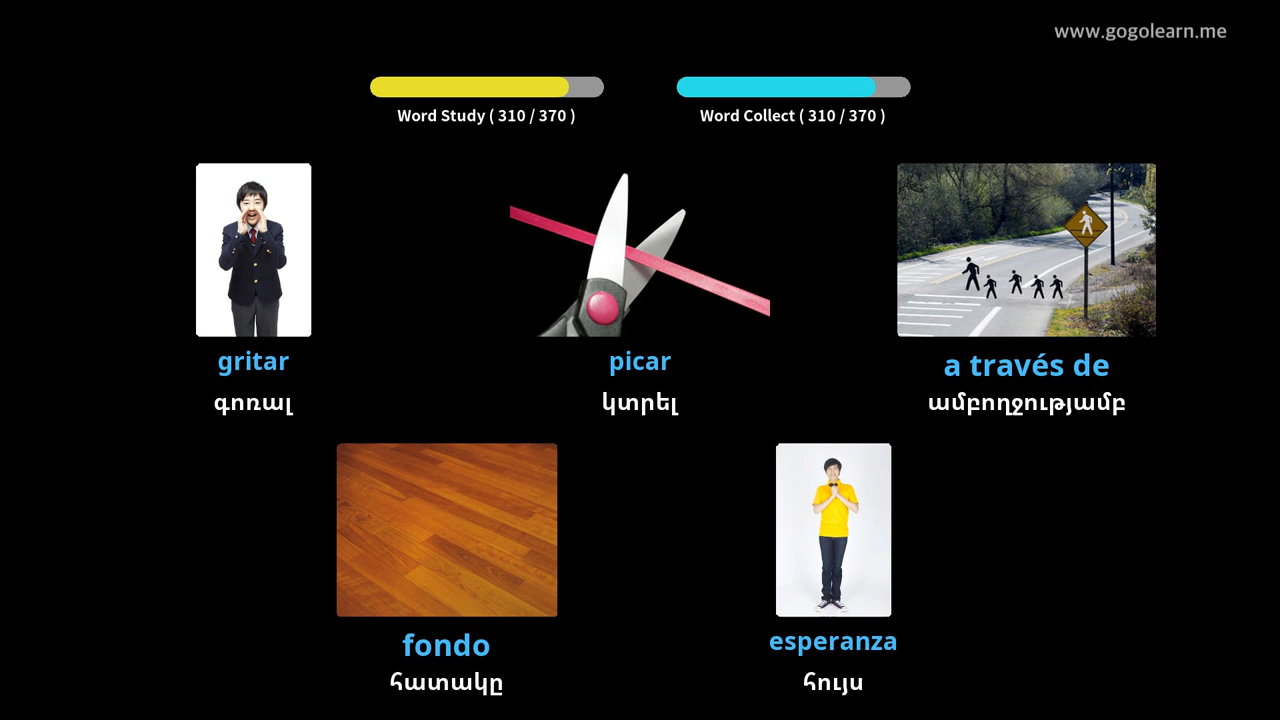 www.gogolearn.me
Word Study ( 310 / 370 )
Word Collect ( 310 / 370 )
gritar
գոռալ
picar
կտրել
a través de
ամբողջությամբ
fondo
հատակը
esperanza
հույս